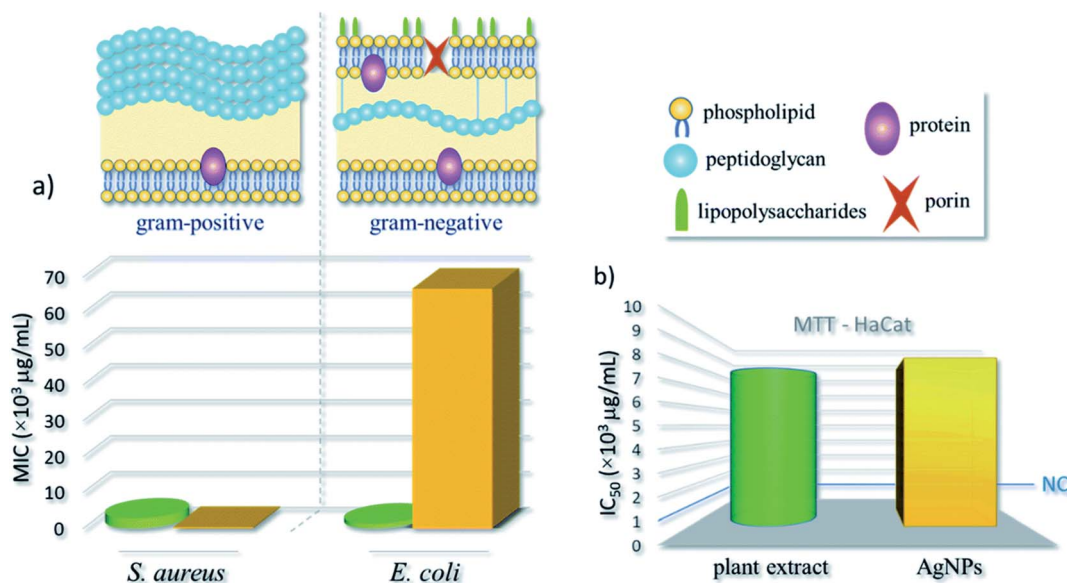 a)
gram-positive
gram-negative
phospholipid
peptidoglycan
lipopolysaccharides
protein
porin
MIC (×10³ µg/mL)
70
60
50
40
30
20
10
0
S. aureus
E. coli
b)
MTT - HaCat
IC₅₀ (×10³ µg/mL)
10
9
8
7
6
5
4
3
2
1
0
NC
plant extract
AgNPs